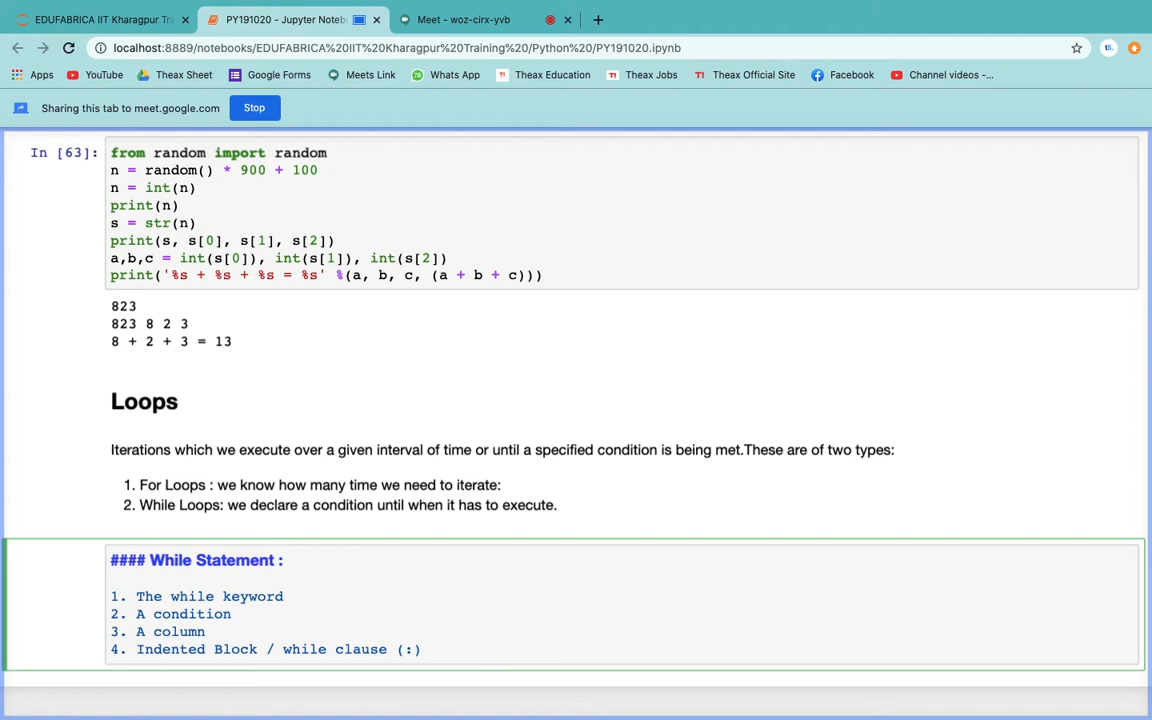 EDUFABRICA IIT Kharagpur Tra
PY191020 - Jupyter Noteb
Meet - woz-cirx-yvb
localhost:8889/notebooks/EDUFABRICA%20IIT%20Kharagpur%20Training%20/Python%20/PY191020.ipynb
Apps YouTube Theax Sheet Google Forms Meets Link Whats App Theax Education Theax Jobs Theax Official Site Facebook Channel videos -...
Sharing this tab to meet.google.com Stop
In [63]: from random import random
n = random() * 900 + 100
n = int(n)
print(n)
s = str(n)
print(s, s[0], s[1], s[2])
a,b,c = int(s[0]), int(s[1]), int(s[2])
print('%s + %s + %s = %s' %(a, b, c, (a + b + c)))
823
823 8 2 3
8 + 2 + 3 = 13
Loops
Iterations which we execute over a given interval of time or until a specified condition is being met.These are of two types:
1. For Loops : we know how many time we need to iterate:
2. While Loops: we declare a condition until when it has to execute.
#### While Statement :
1. The while keyword
2. A condition
3. A column
4. Indented Block / while clause (:)